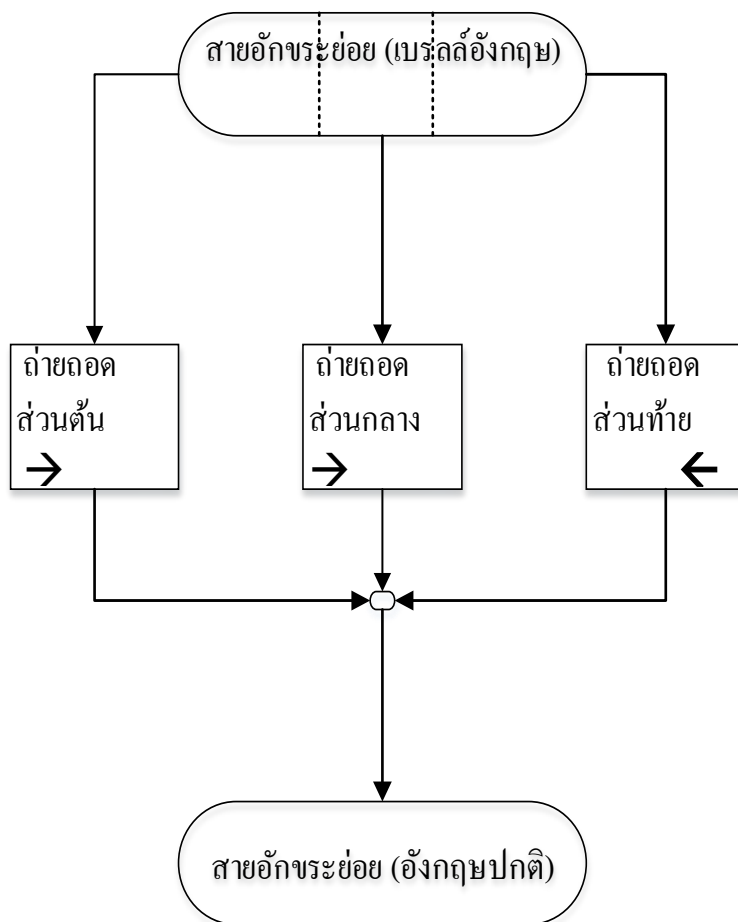 สายอักขระย่อย (เบรลล์อังกฤษ)
ถ่ายถอด
ส่วนต้น
→
ถ่ายถอด
ส่วนกลาง
→
ถ่ายถอด
ส่วนท้าย
←
สายอักขระย่อย (อังกฤษปกติ)